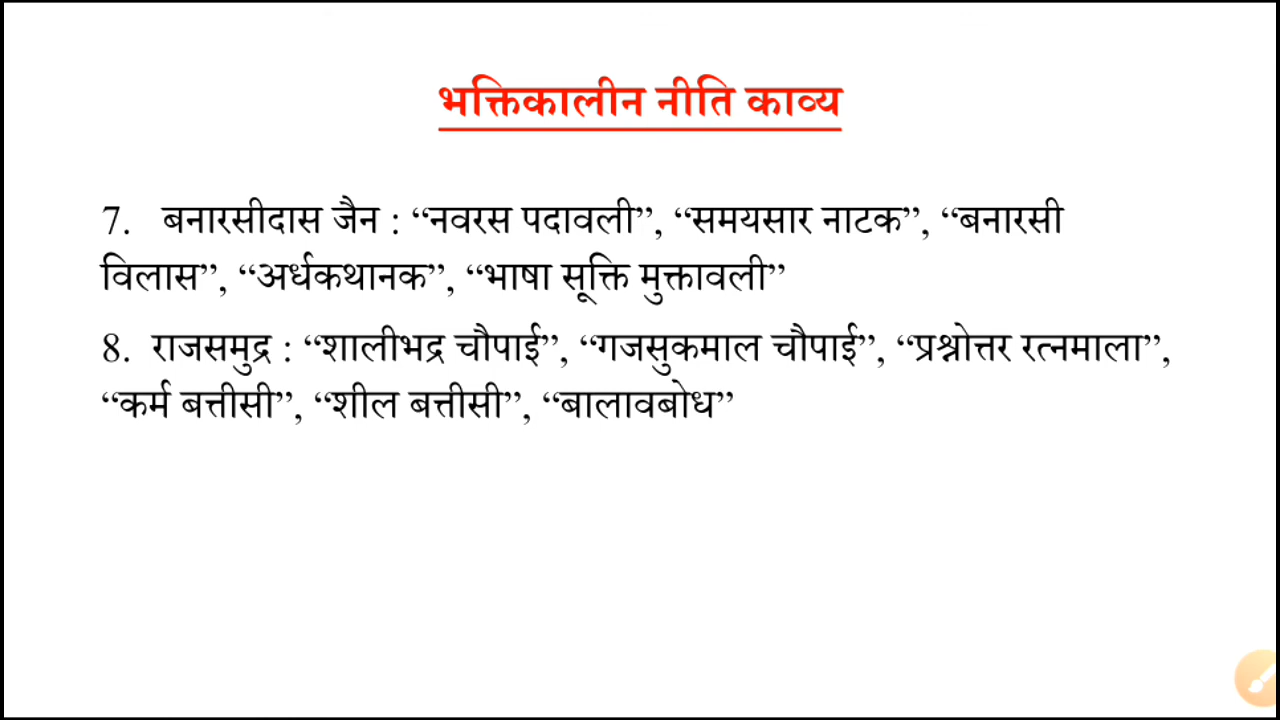 भक्तिकालीन नीति काव्य
7. बनारसीदास जैन : “नवरस पदावली”, “समयसार नाटक”, “बनारसी
विलास”, “अर्धकथानक”, “भाषा सूक्ति मुक्तावली”
8. राजसमुद्र : “शालीभद्र चौपाई”, “गजसुकमाल चौपाई”, “प्रश्नोत्तर रत्नमाला”,
“कर्म बत्तीसी”, “शील बत्तीसी”, “बालावबोध”